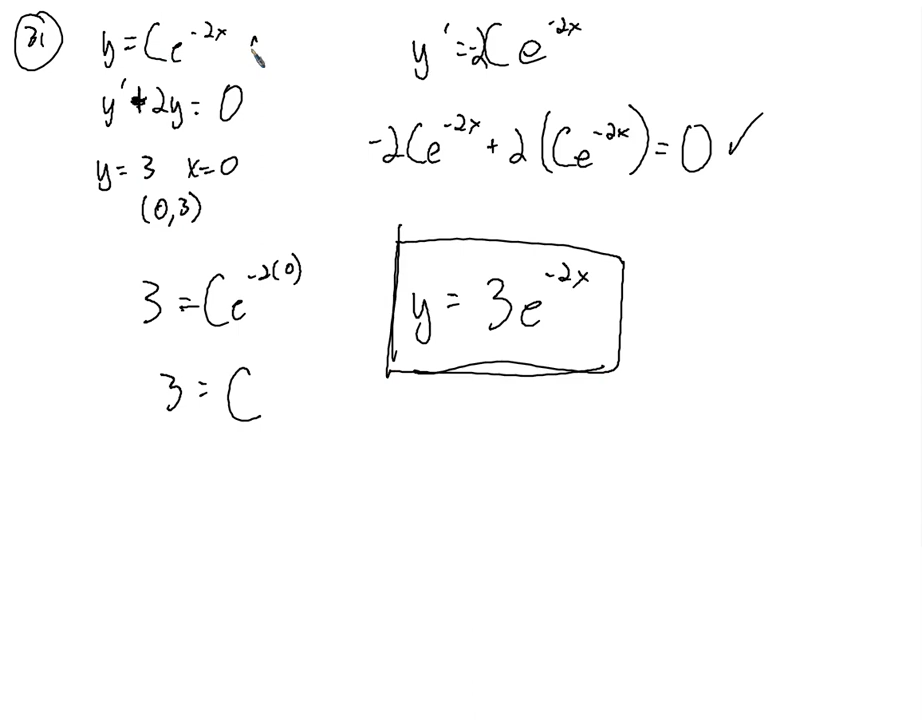 31 y = Ce^{-2x}
y' + 2y = 0
y = 3 x = 0
(0,3)
3 = Ce^{-2(0)}
3 = C
y' = -2Ce^{-2x}
-2Ce^{-2x} + 2(Ce^{-2x}) = 0 ✓
y = 3e^{-2x}